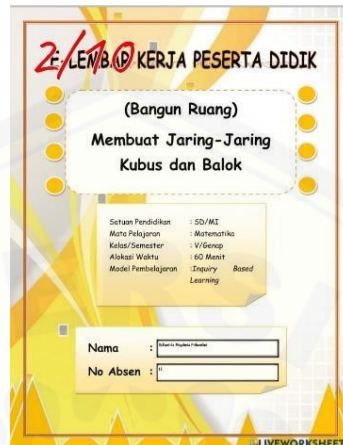 2/10
E-LEMBAR KERJA PESERTA DIDIK
(Bangun Ruang)
Membuat Jaring-Jaring
Kubus dan Balok
Satuan Pendidikan : SD/MI
Mata Pelajaran : Matematika
Kelas/Semester : V/Genap
Alokasi Waktu : 60 Menit
Model Pembelajaran : Inquiry Based
Learning
Nama :
No Absen :
LIVEWORKSHEETS